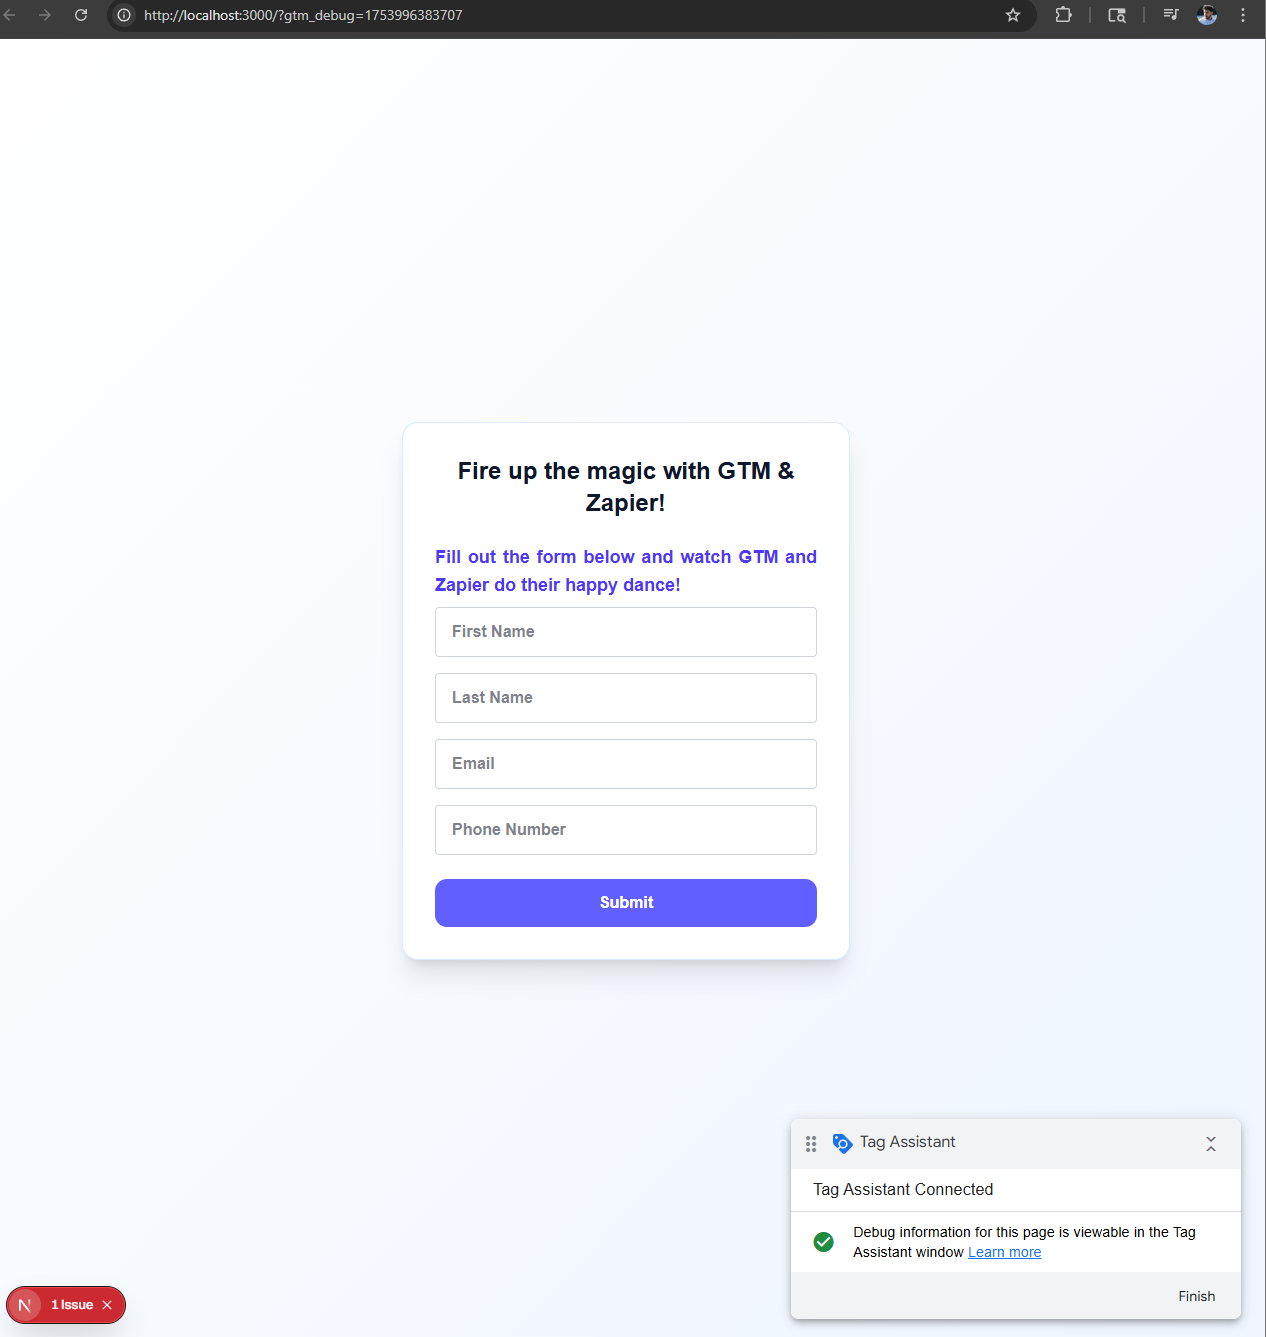 http://localhost:3000/?gtm_debug=1753996383707
Fire up the magic with GTM &
Zapier!
Fill out the form below and watch GTM and
Zapier do their happy dance!
First Name
Last Name
Email
Phone Number
Submit
Tag Assistant
Tag Assistant Connected
Debug information for this page is viewable in the Tag
Assistant window Learn more
Finish
N 1 Issue